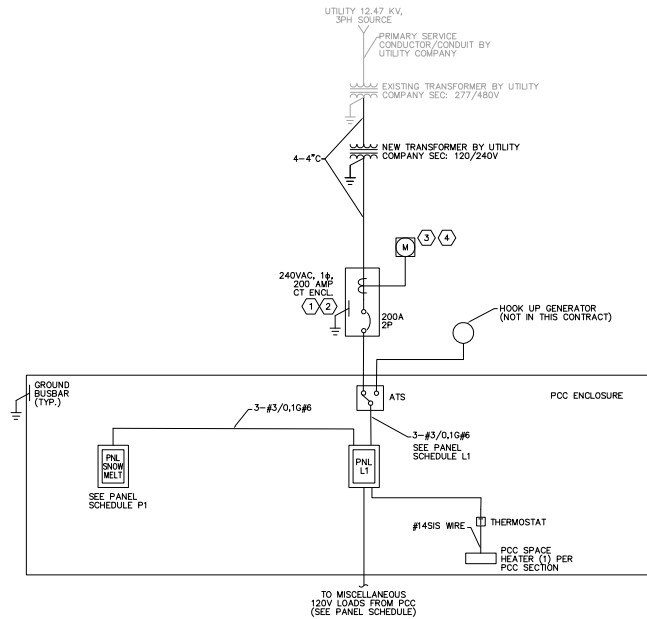 UTILITY 12.47 KV,
3PH SOURCE
PRIMARY SERVICE
CONDUCTOR/CONDUIT BY
UTILITY COMPANY
EXISTING TRANSFORMER BY UTILITY
COMPANY SEC: 277/480V
4-4"C
NEW TRANSFORMER BY UTILITY
COMPANY SEC: 120/240V
M
3 4
240VAC, 1ϕ,
200 AMP
CT ENCL.
1 2
200A
2P
HOOK UP GENERATOR
(NOT IN THIS CONTRACT)
GROUND
BUSBAR
(TYP.)
ATS
PCC ENCLOSURE
3-#3/0,1G#6
3-#3/0,1G#6
SEE PANEL
SCHEDULE L1
PNL
SNOW
MELT
SEE PANEL
SCHEDULE P1
PNL
L1
T
THERMOSTAT
#14SIS WIRE
PCC SPACE
HEATER (1) PER
PCC SECTION
TO MISCELLANEOUS
120V LOADS FROM PCC
(SEE PANEL SCHEDULE)